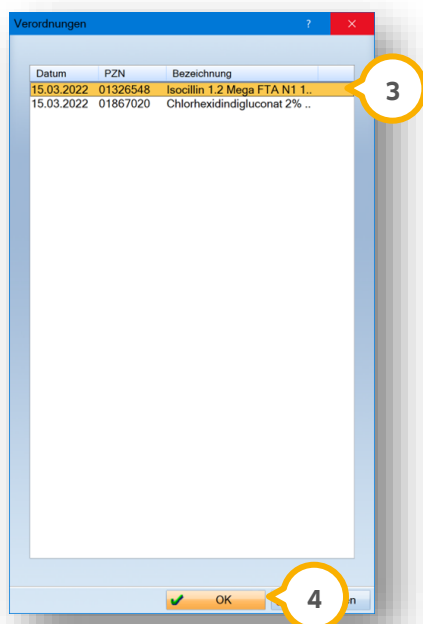 Verordnungen ?
Datum PZN Bezeichnung
15.03.2022 01326548 Isocillin 1.2 Mega FTA N1 1..
15.03.2022 01867020 Chlorhexidindigluconat 2% ..
3
OK
4